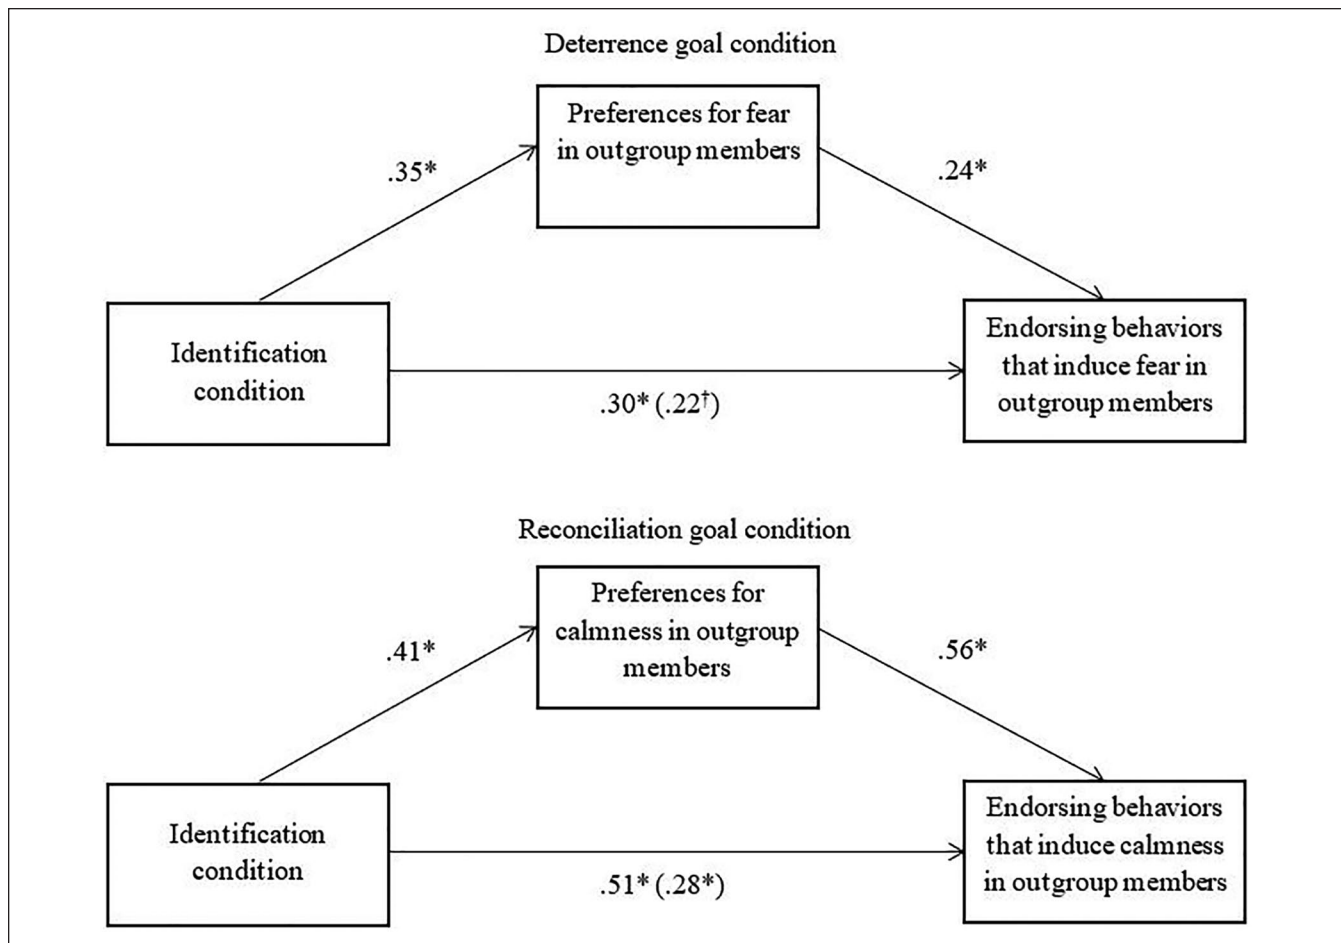 Deterrence goal condition
Preferences for fear
in outgroup members
.35*
.24*
Identification
condition
Endorsing behaviors
that induce fear in
outgroup members
.30* (.22†)
Reconciliation goal condition
Preferences for
calmness in outgroup
members
.41*
.56*
Identification
condition
Endorsing behaviors
that induce calmness
in outgroup members
.51* (.28*)